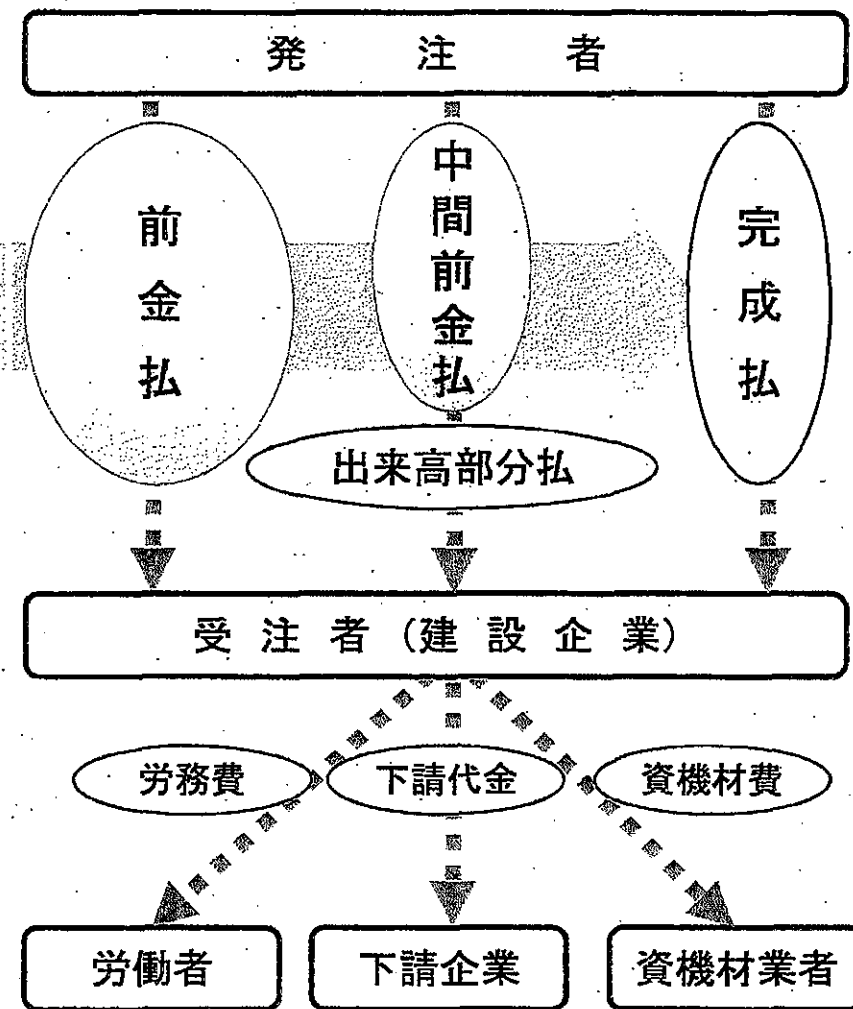 発注者
前金払
中間前金払
完成払
出来高部分払
受注者(建設企業)
労務費
下請代金
資機材費
労働者
下請企業
資機材業者